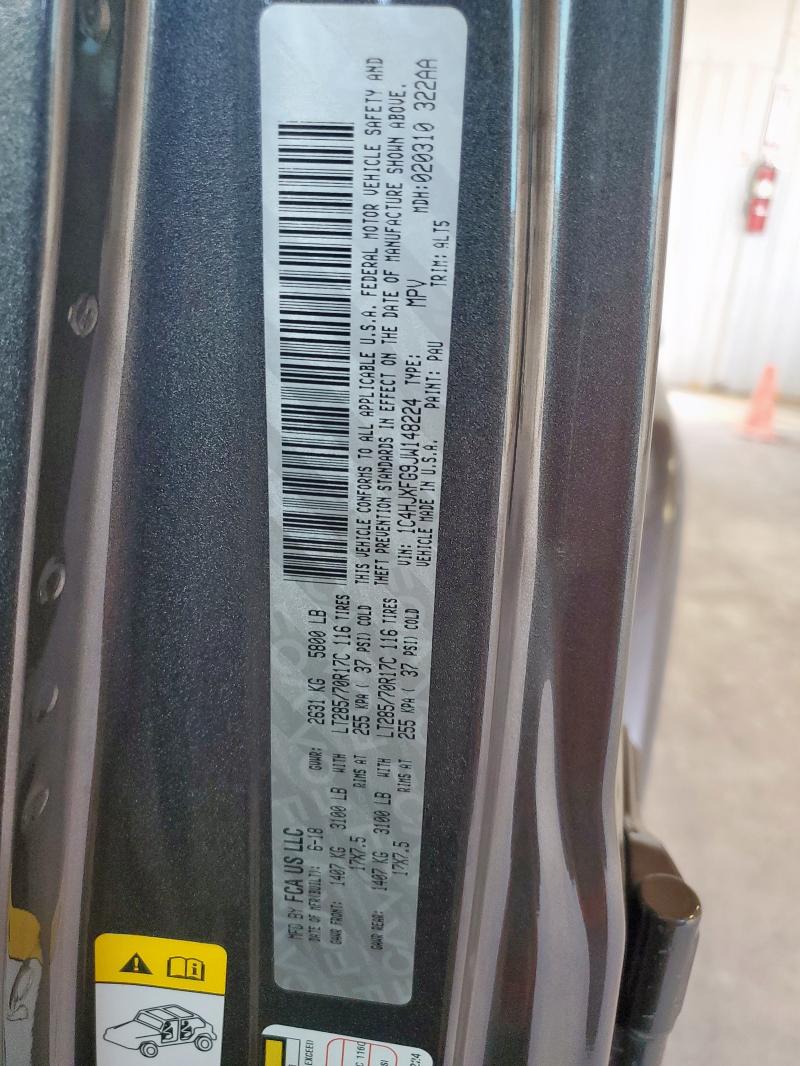 MFD BY FCA US LLC
DATE OF MFR(BUILT): 6-18 GVWR: 2631 KG 5800 LB
GAWR FRONT: 1407 KG 3100 LB WITH LT285/70R17C 116 TIRES
17X7.5 RIMS AT 255 KPA ( 37 PSI) COLD
GAWR REAR: 1407 KG 3100 LB WITH LT285/70R17C 116 TIRES
17X7.5 RIMS AT 255 KPA ( 37 PSI) COLD
THIS VEHICLE CONFORMS TO ALL APPLICABLE U.S.A. FEDERAL MOTOR VEHICLE SAFETY AND
THEFT PREVENTION STANDARDS IN EFFECT ON THE DATE OF MANUFACTURE SHOWN ABOVE.
VIN: 1C4HJXFG9JW148224 TYPE: MPV MDH:020310 322AA
VEHICLE MADE IN U.S.A. PAINT: PAU TRIM: ALT5
EXCEED
224